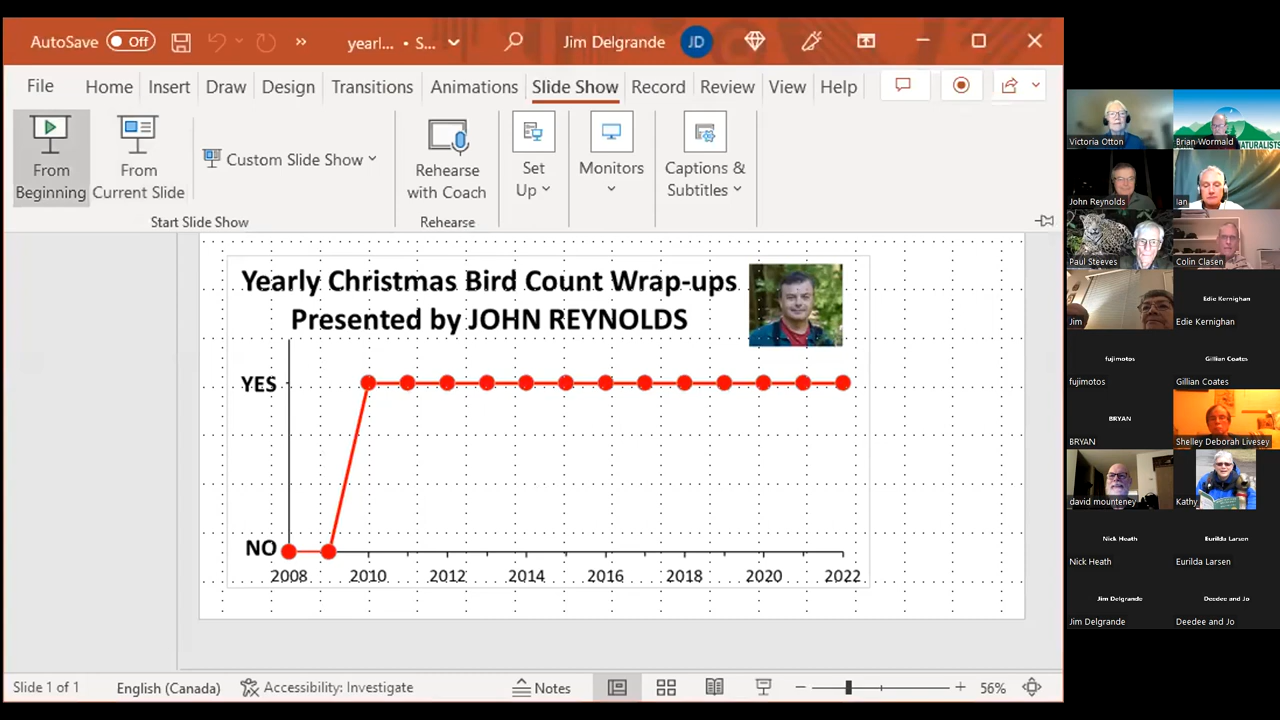 AutoSave Off yearl... • S... Jim Delgrande JD
File Home Insert Draw Design Transitions Animations Slide Show Record Review View Help
From Beginning
From Current Slide
Custom Slide Show
Rehearse with Coach
Set Up
Monitors
Captions & Subtitles
Start Slide Show
Rehearse
Yearly Christmas Bird Count Wrap-ups
Presented by JOHN REYNOLDS
YES
NO
2008 2010 2012 2014 2016 2018 2020 2022
Slide 1 of 1 English (Canada) Accessibility: Investigate Notes 56%
Victoria Otton
NATURALISTS
Brian Wormald
John Reynolds
Ian
Paul Steeves
Colin Clasen
Jim
Edie Kernighan
Edie Kernighan
fujimotos
fujimotos
Gillian Coates
Gillian Coates
BRYAN
BRYAN
Shelley Deborah Livesey
david mounteney
Kathy
Nick Heath
Nick Heath
Eurilda Larsen
Eurilda Larsen
Jim Delgrande
Jim Delgrande
Deedee and Jo
Deedee and Jo